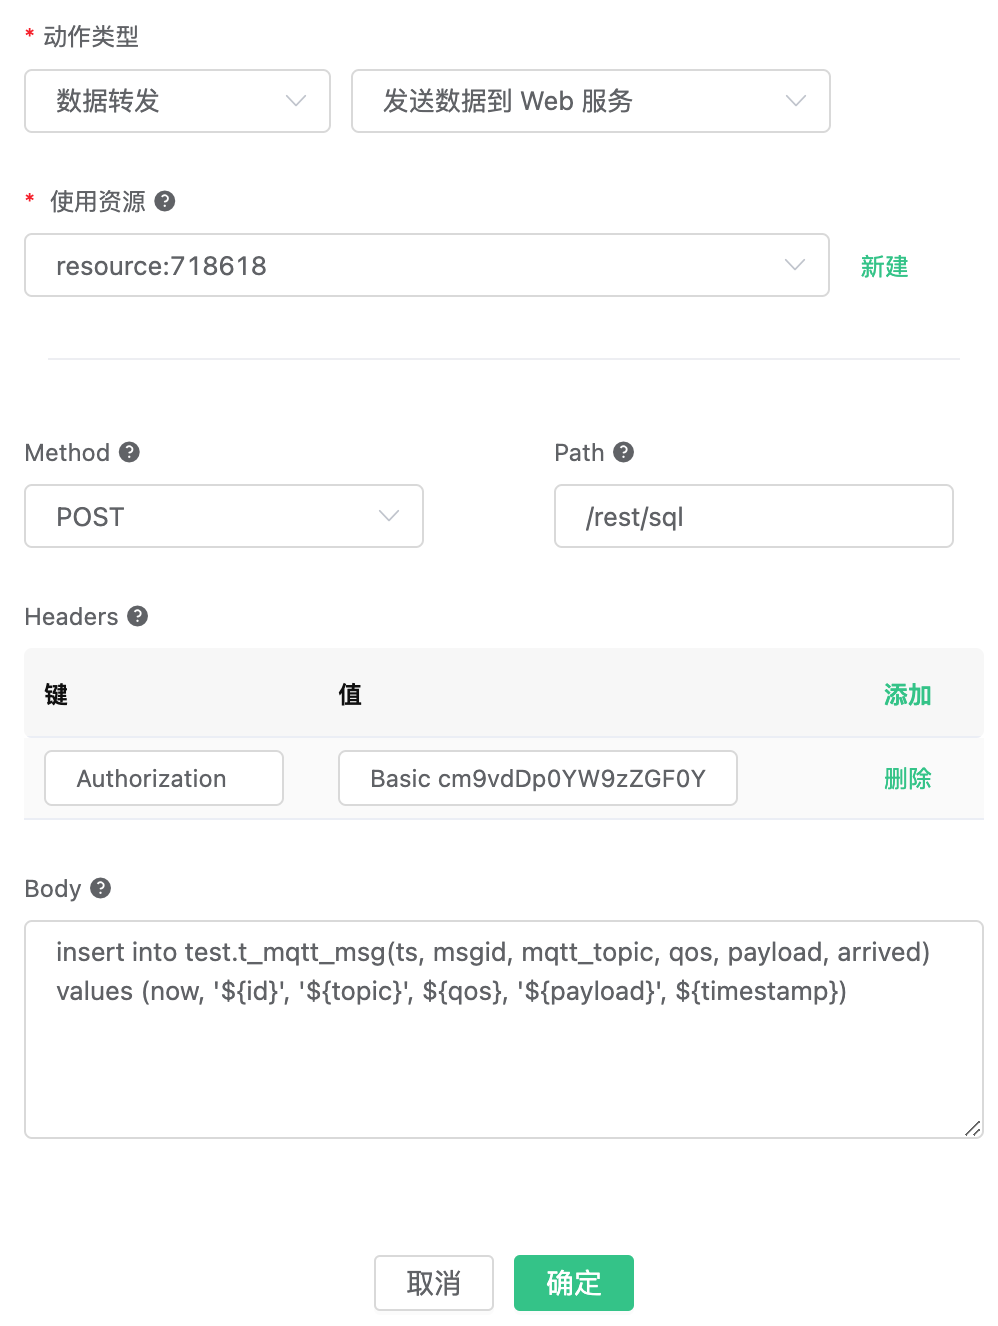 * 动作类型
数据转发
发送数据到 Web 服务
* 使用资源
resource:718618
新建
Method
Path
POST
/rest/sql
Headers
键 值 添加
Authorization Basic cm9vdDp0YW9zZGF0Y 删除
Body
insert into test.t_mqtt_msg(ts, msgid, mqtt_topic, qos, payload, arrived)
values (now, '${id}', '${topic}', ${qos}, '${payload}', ${timestamp})
取消
确定